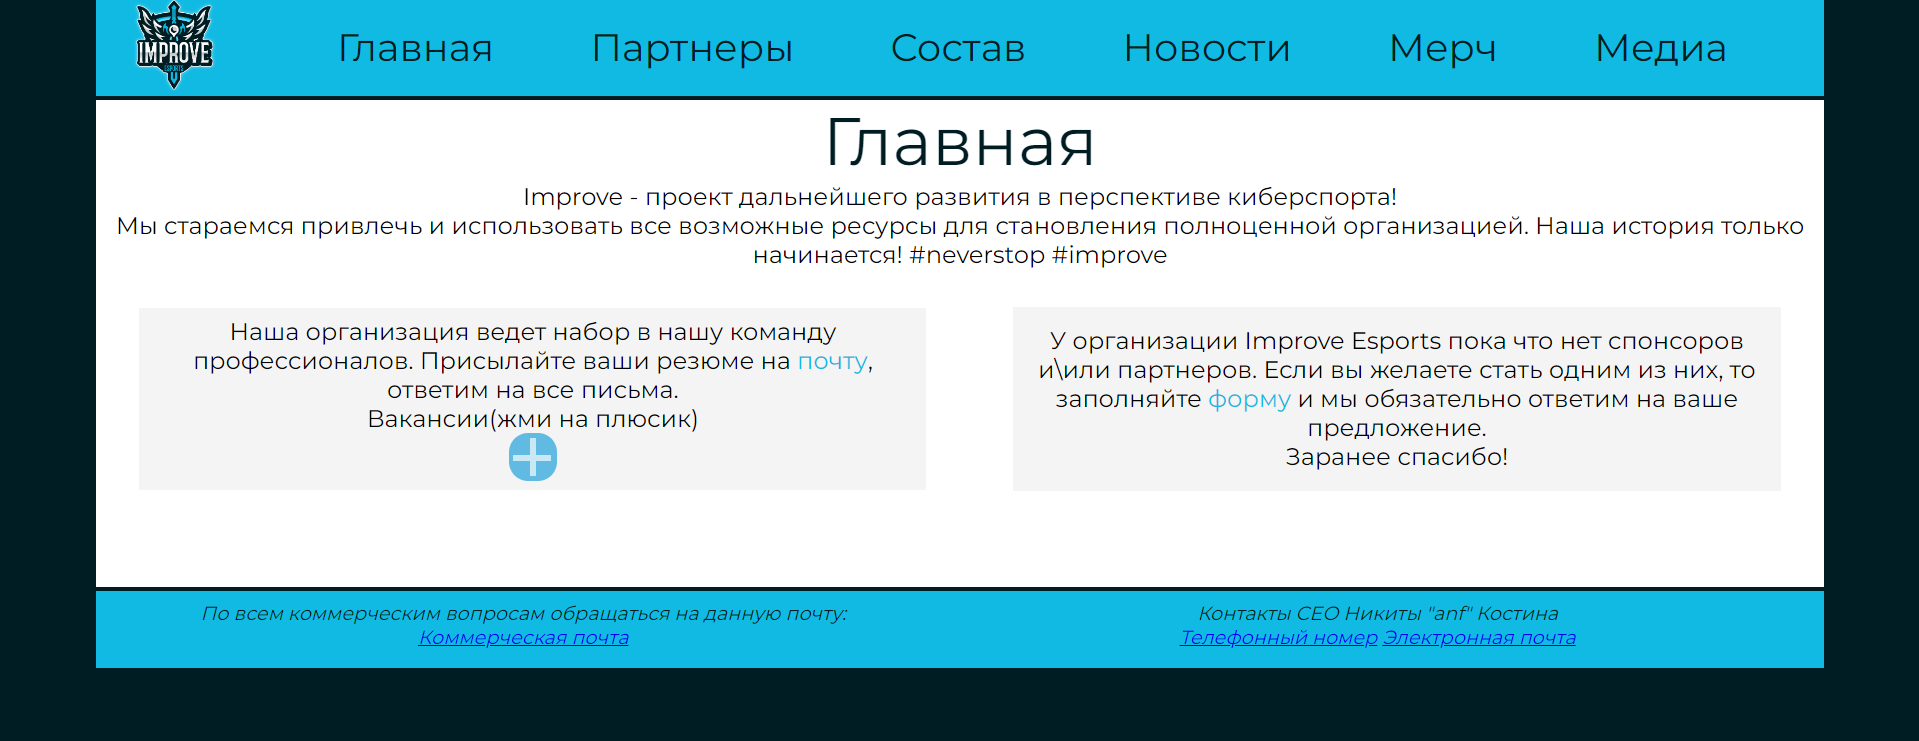 IMPROVE
ESPORTS
Главная
Партнеры
Состав
Новости
Мерч
Медиа
Главная
Improve - проект дальнейшего развития в перспективе киберспорта!
Мы стараемся привлечь и использовать все возможные ресурсы для становления полноценной организацией. Наша история только
начинается! #neverstop #improve
Наша организация ведет набор в нашу команду
профессионалов. Присылайте ваши резюме на почту,
ответим на все письма.
Вакансии(жми на плюсик)
У организации Improve Esports пока что нет спонсоров
и\или партнеров. Если вы желаете стать одним из них, то
заполняйте форму и мы обязательно ответим на ваше
предложение.
Заранее спасибо!
По всем коммерческим вопросам обращаться на данную почту:
Коммерческая почта
Контакты CEO Никиты "anf" Костина
Телефонный номер Электронная почта